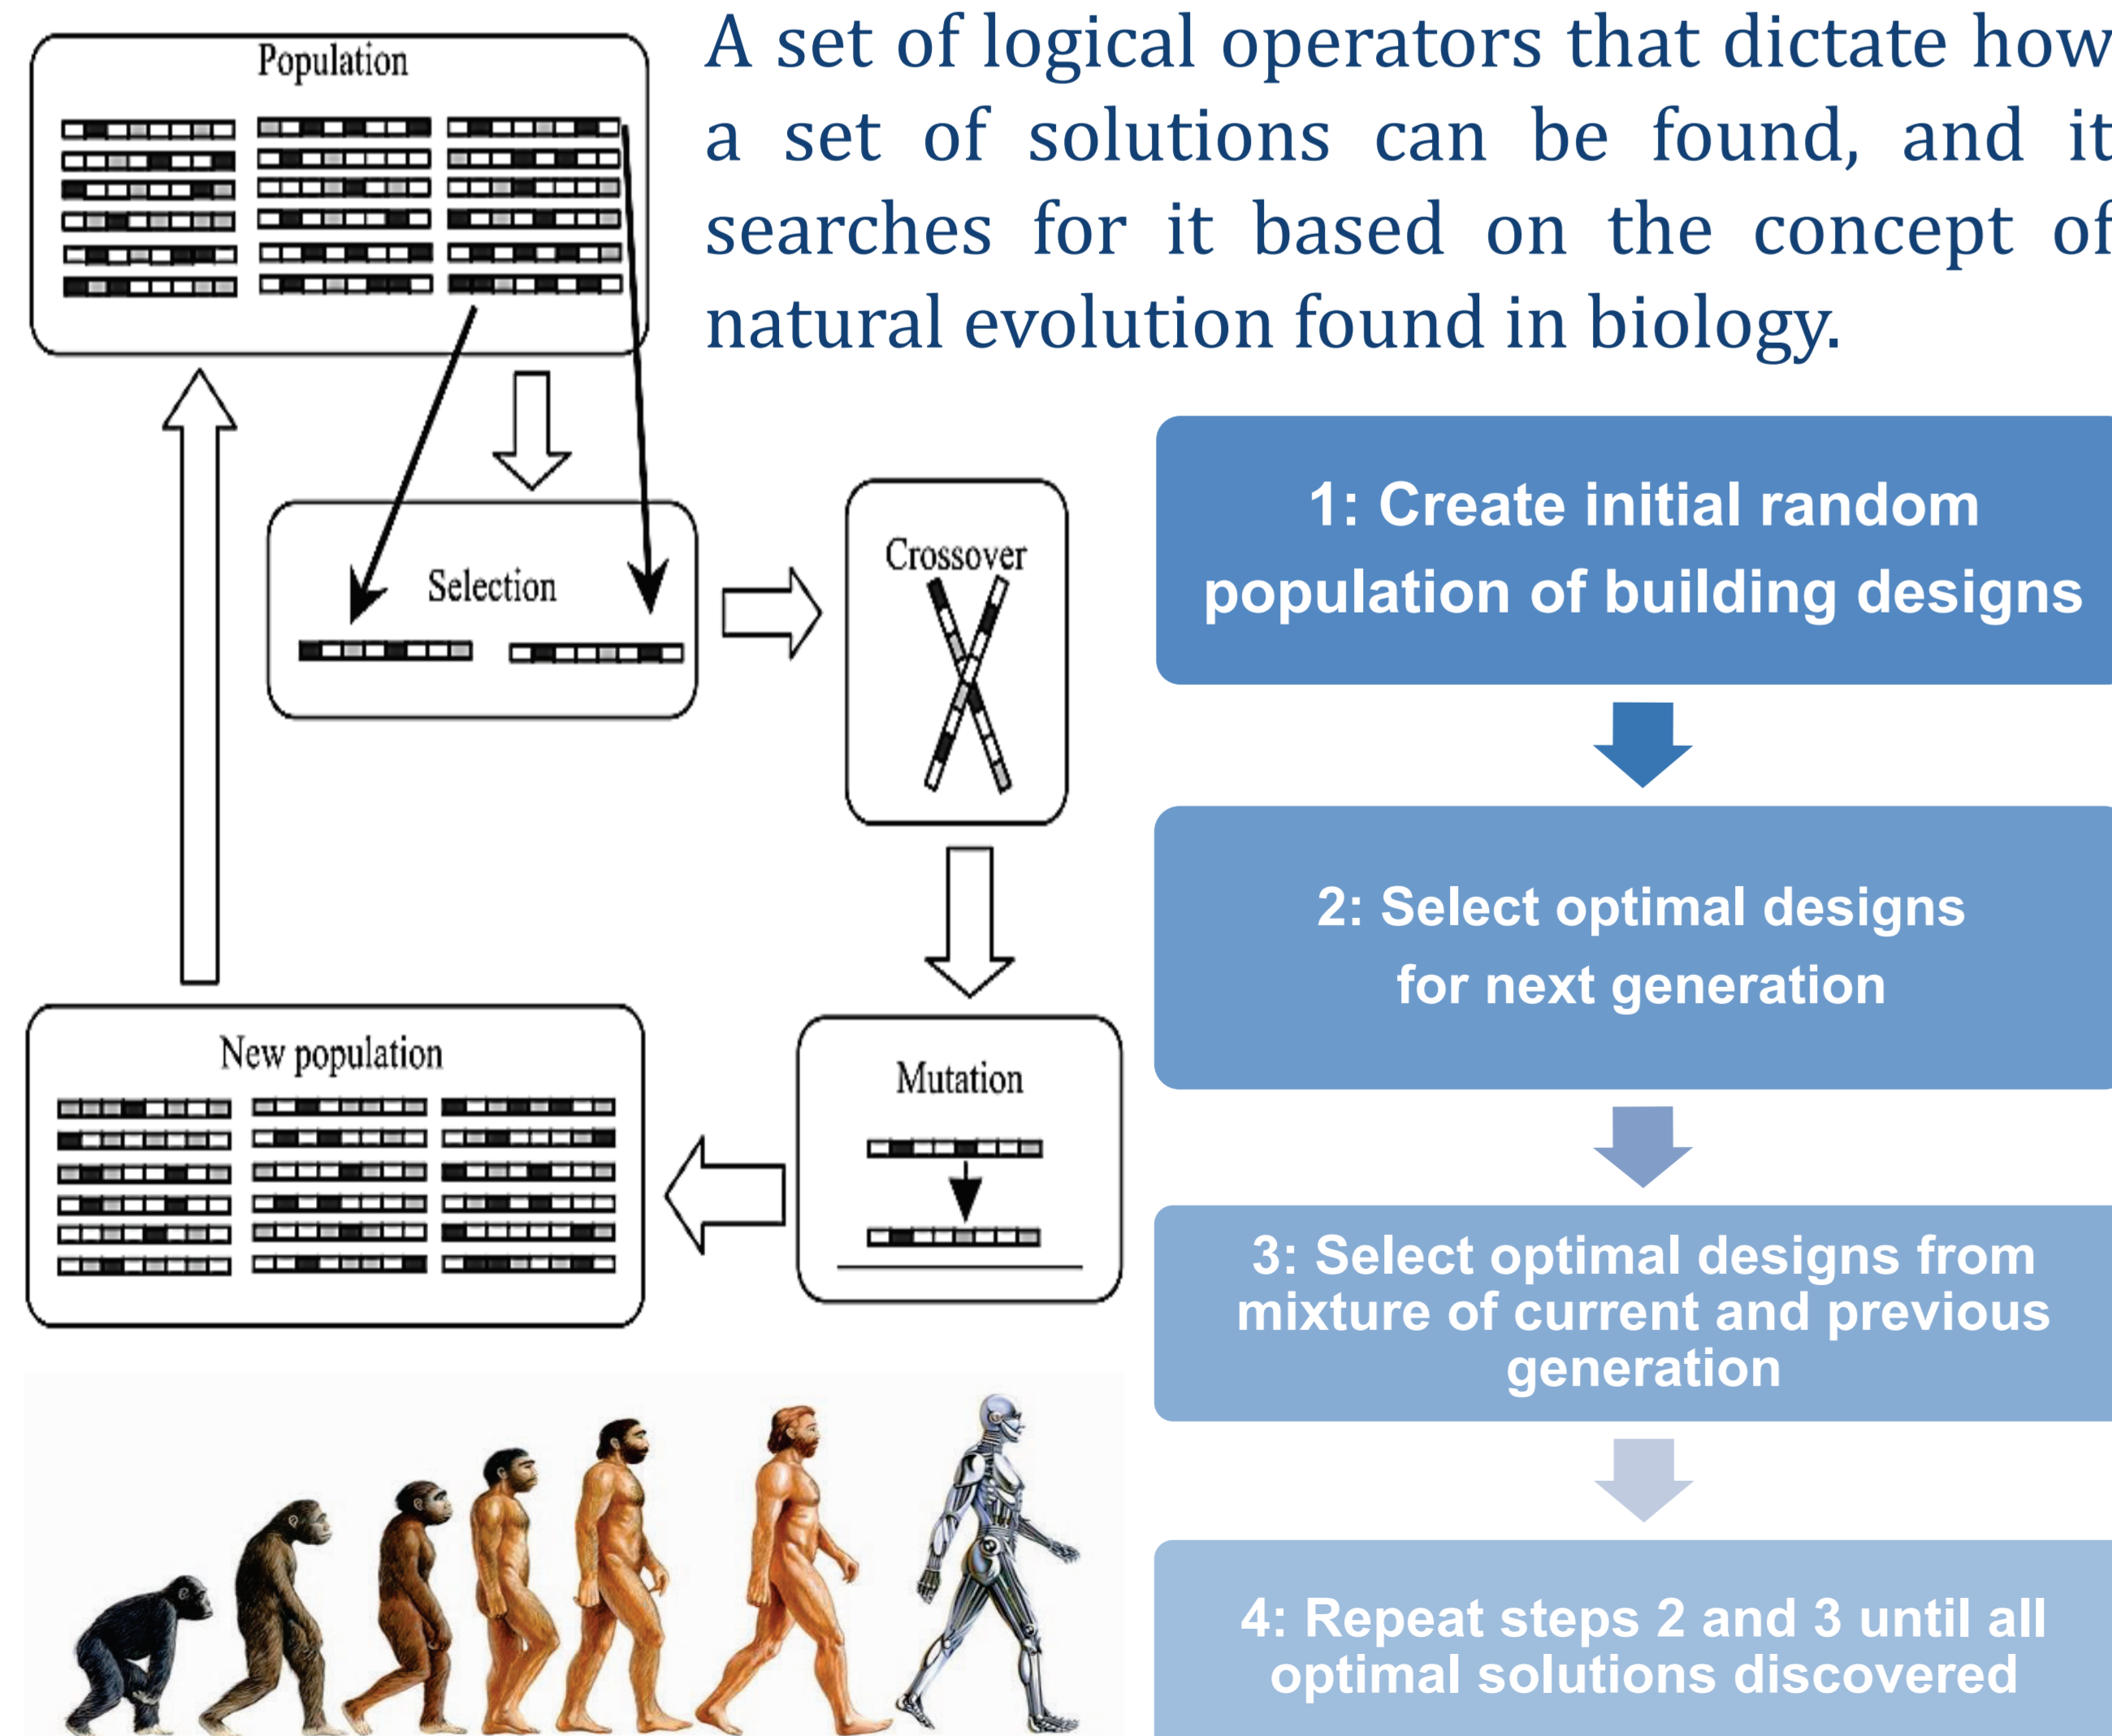 A set of logical operators that dictate how
a set of solutions can be found, and it
searches for it based on the concept of
natural evolution found in biology.
Population
Selection
Crossover
Mutation
New population
1: Create initial random
population of building designs
2: Select optimal designs
for next generation
3: Select optimal designs from
mixture of current and previous
generation
4: Repeat steps 2 and 3 until all
optimal solutions discovered